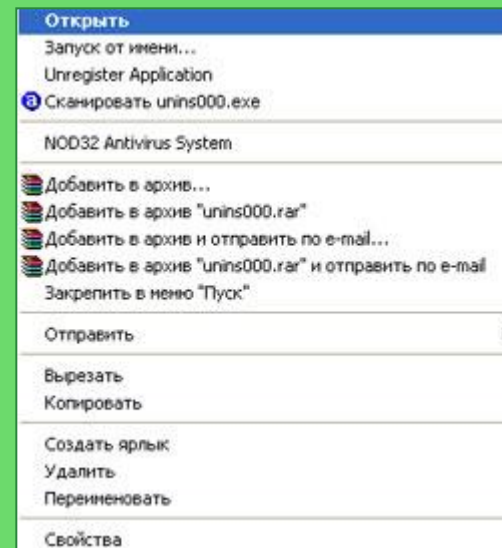 Открыть
Запуск от имени...
Unregister Application
Сканировать unins000.exe
NOD32 Antivirus System
Добавить в архив...
Добавить в архив "unins000.rar"
Добавить в архив и отправить по e-mail...
Добавить в архив "unins000.rar" и отправить по e-mail
Закрепить в меню "Пуск"
Отправить
Вырезать
Копировать
Создать ярлык
Удалить
Переименовать
Свойства